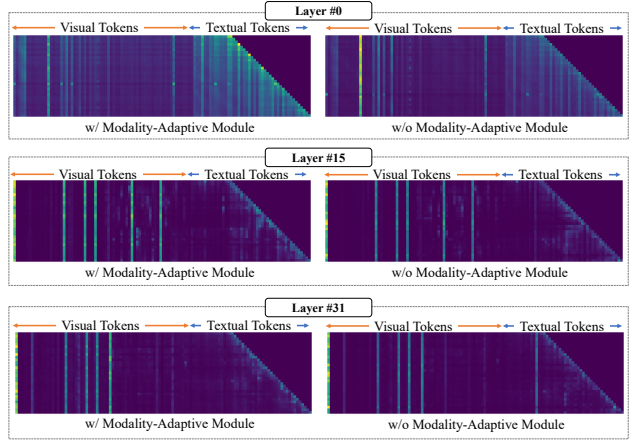 Layer #0
Visual Tokens Textual Tokens Visual Tokens Textual Tokens
w/ Modality-Adaptive Module w/o Modality-Adaptive Module
Layer #15
Visual Tokens Textual Tokens Visual Tokens Textual Tokens
w/ Modality-Adaptive Module w/o Modality-Adaptive Module
Layer #31
Visual Tokens Textual Tokens Visual Tokens Textual Tokens
w/ Modality-Adaptive Module w/o Modality-Adaptive Module